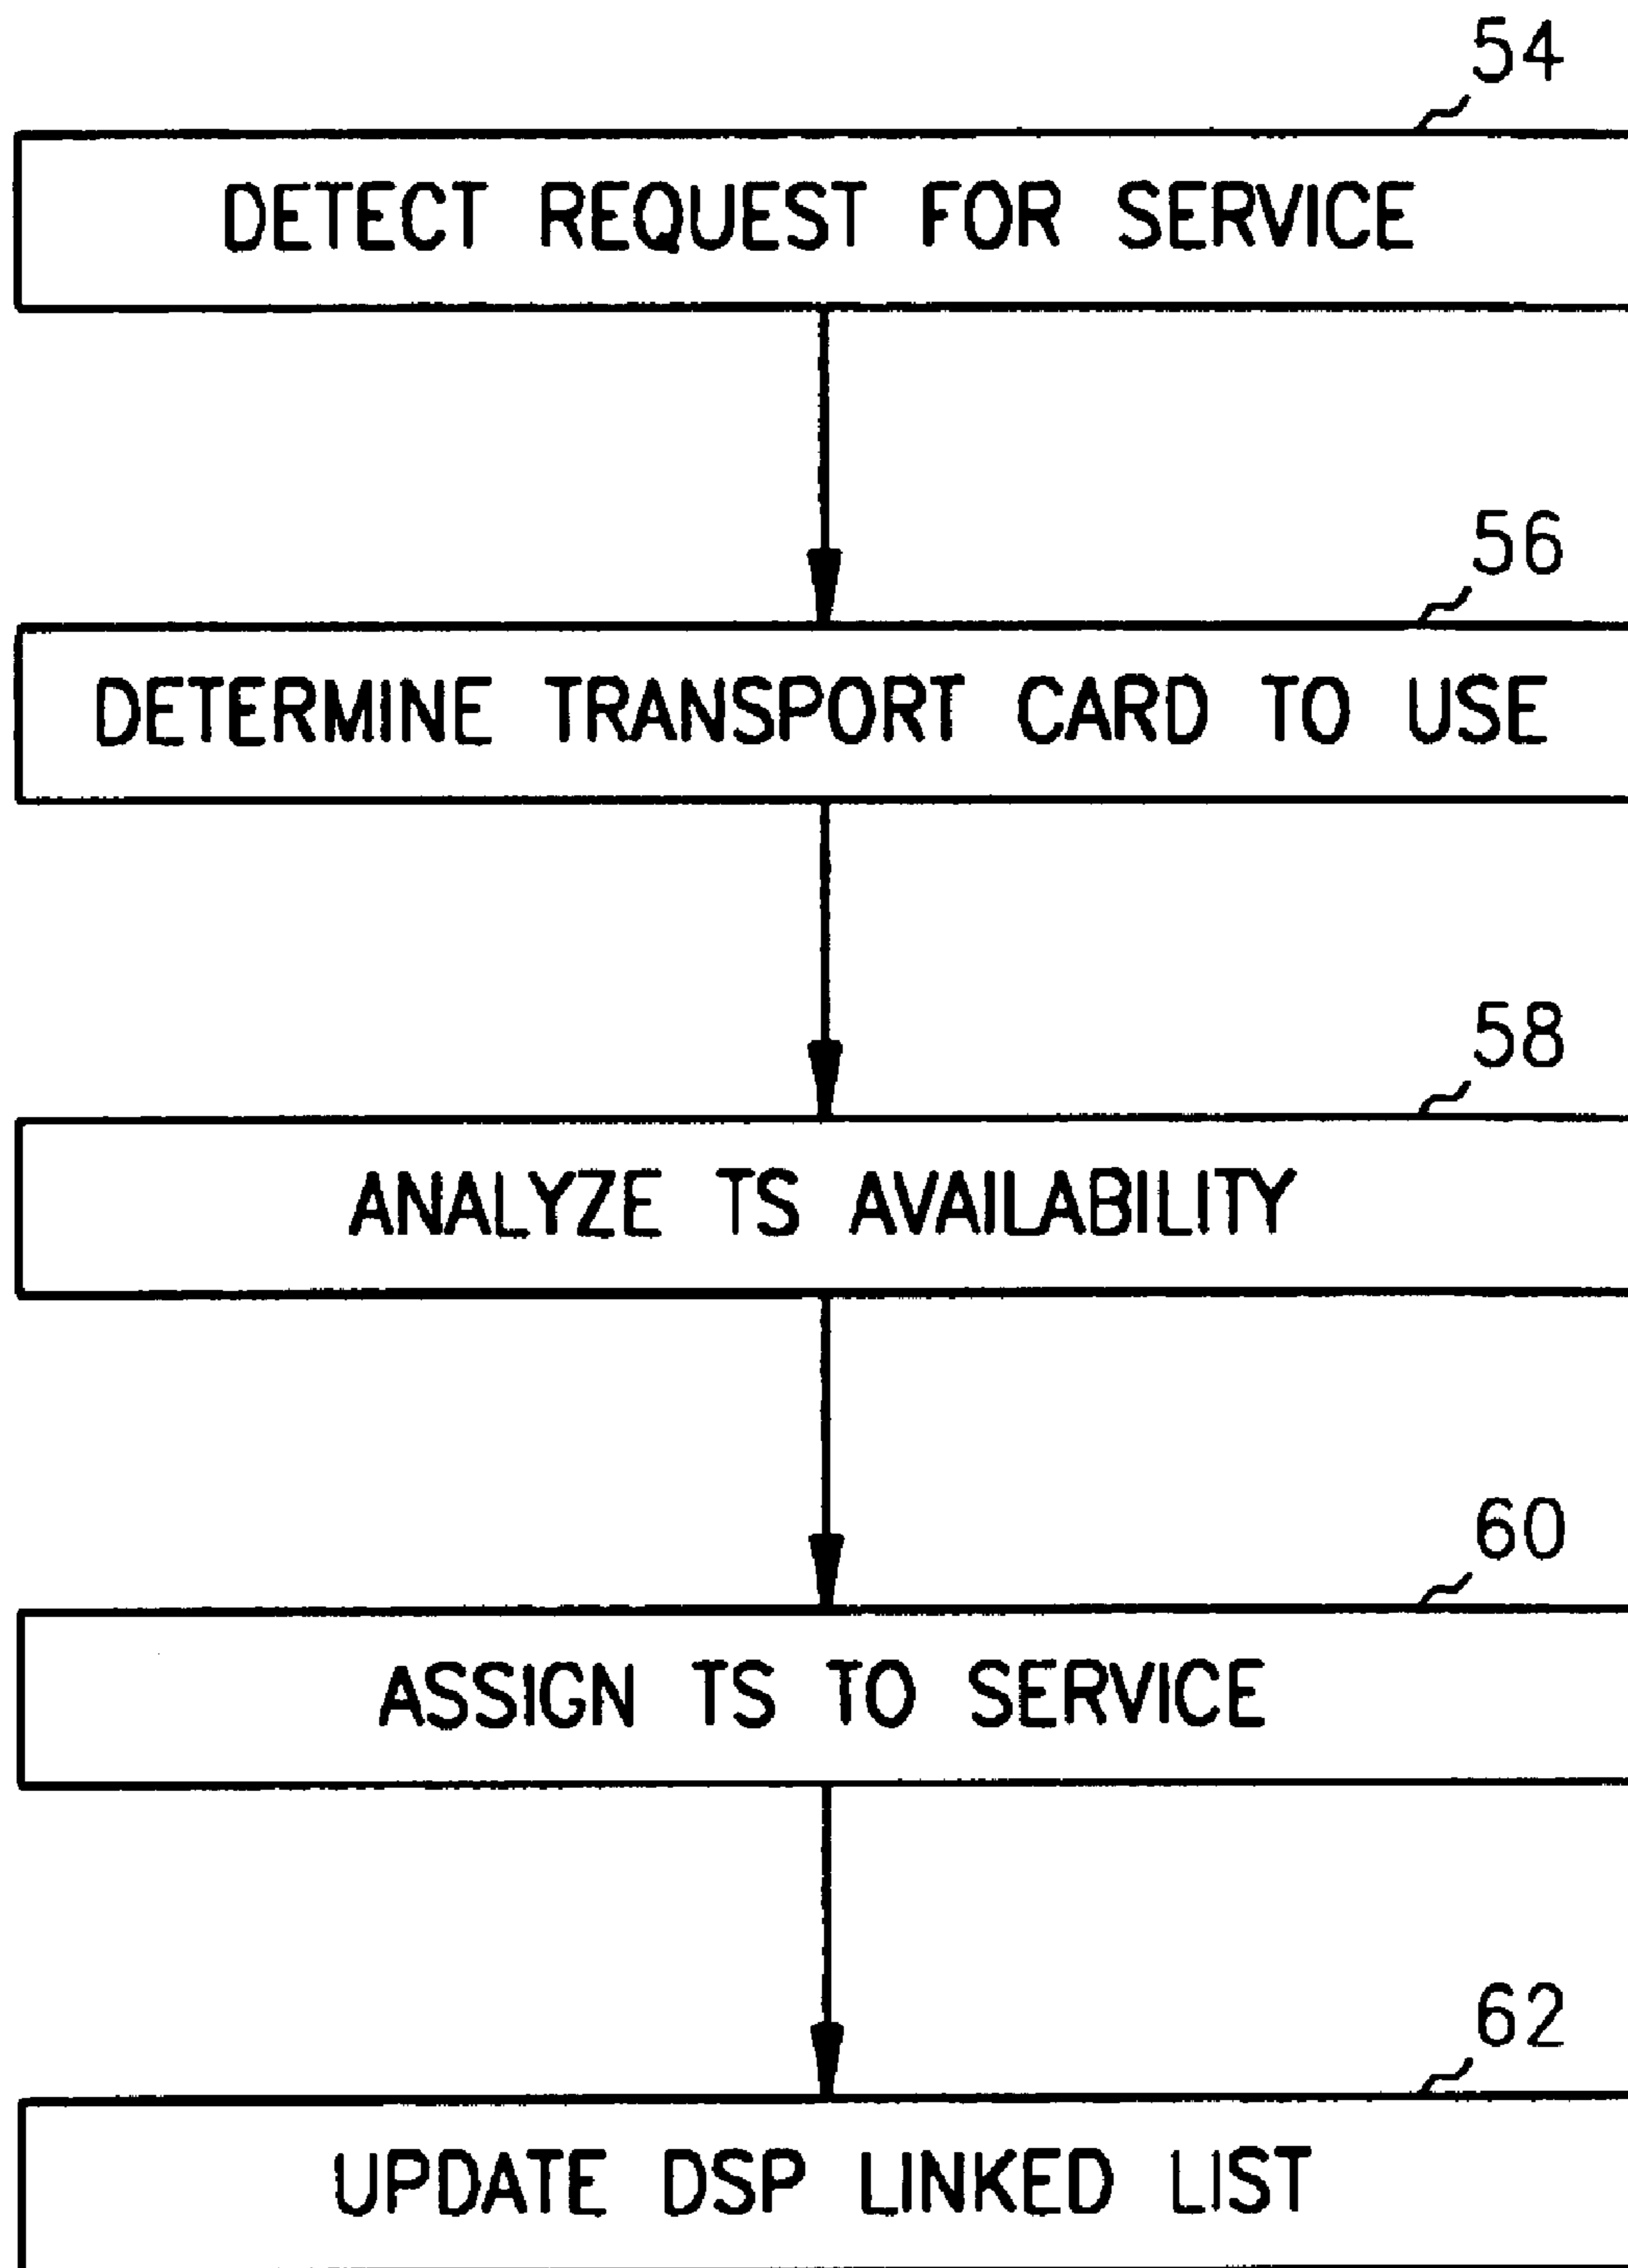 54
DETECT REQUEST FOR SERVICE
56
DETERMINE TRANSPORT CARD TO USE
58
ANALYZE TS AVAILABILITY
60
ASSIGN TS TO SERVICE
62
UPDATE DSP LINKED LIST